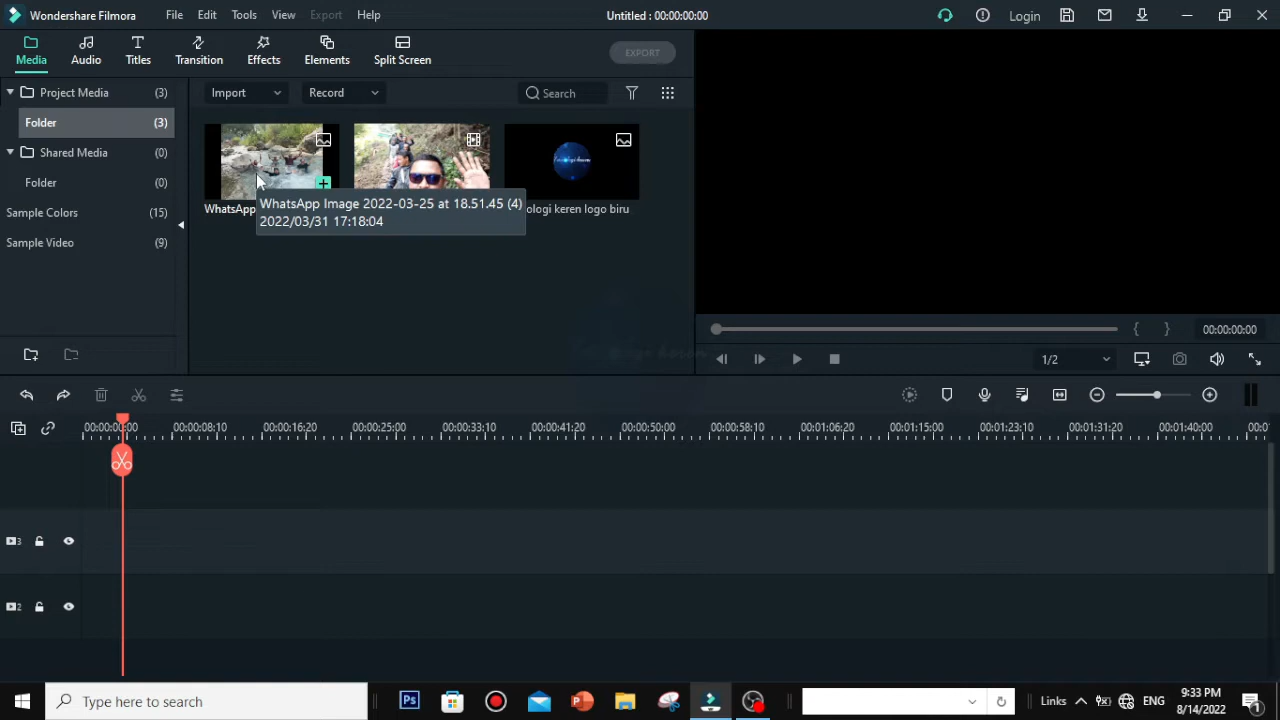 Wondershare Filmora
File Edit Tools View Export Help
Untitled : 00:00:00:00
Login
Media Audio Titles Transition Effects Elements Split Screen
EXPORT
Project Media (3)
Folder (3)
Shared Media (0)
Folder (0)
Sample Colors (15)
Sample Video (9)
Import Record Search
WhatsApp
ologi keren logo biru
WhatsApp Image 2022-03-25 at 18.51.45 (4)
2022/03/31 17:18:04
{ } 00:00:00:00
1/2
00:00:00:00 00:00:08:10 00:00:16:20 00:00:25:00 00:00:33:10 00:00:41:20 00:00:50:00 00:00:58:10 00:01:06:20 00:01:15:00 00:01:23:10 00:01:31:20 00:01:40:00 00:0
3
2
Type here to search
Ps
Links
ENG
9:33 PM
8/14/2022
1